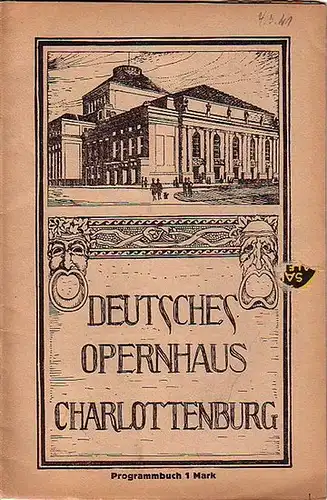 DEUTSCHES
OPERNHAUS
CHARLOTTENBURG
Programmbuch 1 Mark